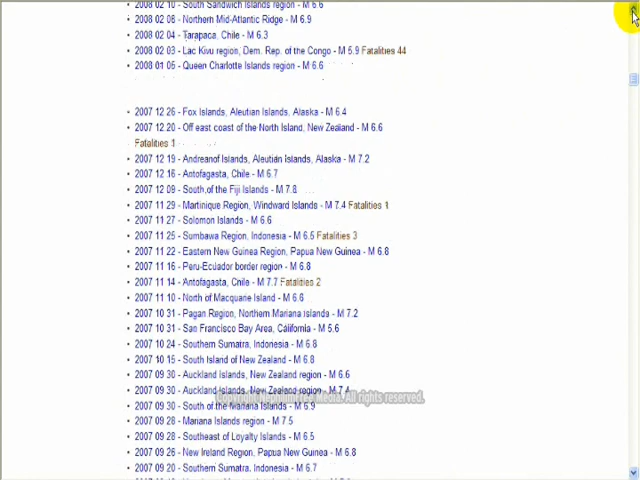 2008 02 08 - Northern Mid-Atlantic Ridge - M 6.9
2008 02 04 - Tarapaca, Chile - M 6.3
2008 02 03 - Lac Kivu region, Dem. Rep. of the Congo - M 5.9 Fatalities 44
2008 01 05 - Queen Charlotte Islands region - M 6.6
2007 12 26 - Fox Islands, Aleutian Islands, Alaska - M 6.4
2007 12 20 - Off east coast of the North Island, New Zealand - M 6.6
Fatalities 1
2007 12 19 - Andreanof Islands, Aleutian Islands, Alaska - M 7.2
2007 12 16 - Antofagasta, Chile - M 6.7
2007 12 09 - South of the Fiji Islands - M 7.8
2007 11 29 - Martinique Region, Windward Islands - M 7.4 Fatalities 1
2007 11 27 - Solomon Islands - M 6.6
2007 11 25 - Sumbawa Region, Indonesia - M 6.5 Fatalities 3
2007 11 22 - Eastern New Guinea Region, Papua New Guinea - M 6.8
2007 11 16 - Peru-Ecuador border region - M 6.8
2007 11 14 - Antofagasta, Chile - M 7.7 Fatalities 2
2007 11 10 - North of Macquarie Island - M 6.6
2007 10 31 - Pagan Region, Northern Mariana Islands - M 7.2
2007 10 31 - San Francisco Bay Area, California - M 5.6
2007 10 24 - Southern Sumatra, Indonesia - M 6.8
2007 10 15 - South Island of New Zealand - M 6.8
2007 09 30 - Auckland Islands, New Zealand region - M 6.6
2007 09 30 - Auckland Islands, New Zealand region - M 7.4
Copyright Media. All rights reserved.
2007 09 30 - South of the Mariana Islands - M 6.9
2007 09 28 - Mariana Islands region - M 7.5
2007 09 28 - Southeast of Loyalty Islands - M 6.5
2007 09 26 - New Ireland Region, Papua New Guinea - M 6.8
2007 09 20 - Southern Sumatra, Indonesia - M 6.7